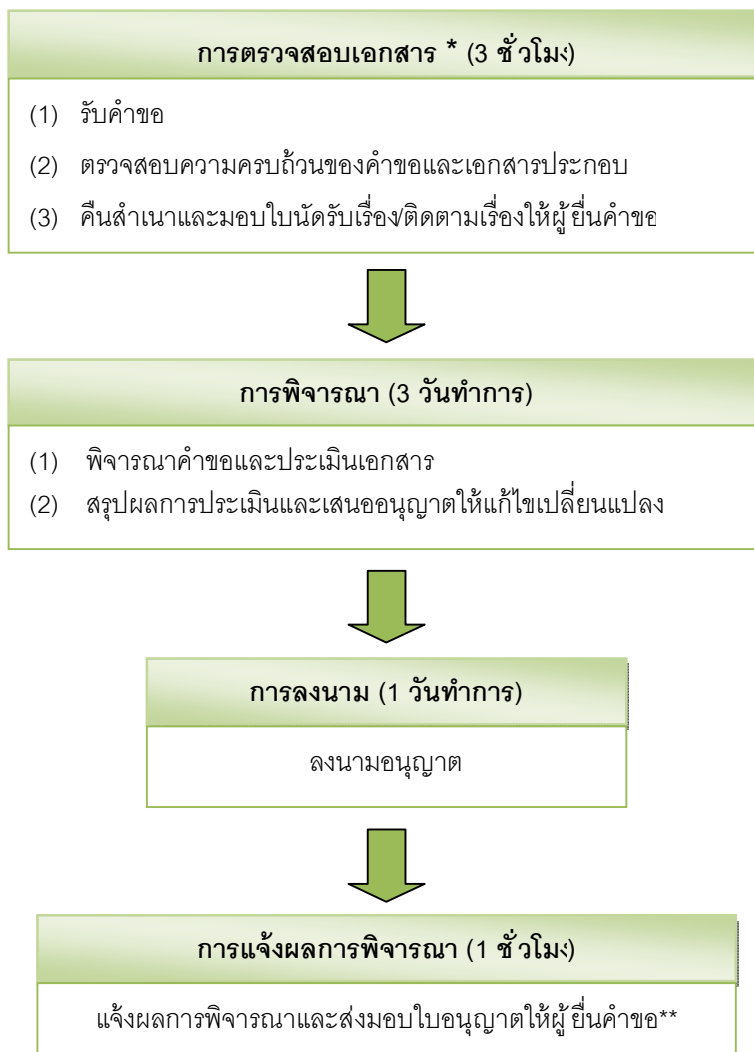 การตรวจสอบเอกสาร * (3 ชั่วโมง)
(1) รับคำขอ
(2) ตรวจสอบความครบถ้วนของคำขอและเอกสารประกอบ
(3) คืนสำเนาและมอบใบนัดรับเรื่อง/ติดตามเรื่องให้ผู้ยื่นคำขอ
การพิจารณา (3 วันทำการ)
(1) พิจารณาคำขอและประเมินเอกสาร
(2) สรุปผลการประเมินและเสนออนุญาตให้แก้ไขเปลี่ยนแปลง
การลงนาม (1 วันทำการ)
ลงนามอนุญาต
การแจ้งผลการพิจารณา (1 ชั่วโมง)
แจ้งผลการพิจารณาและส่งมอบใบอนุญาตให้ผู้ยื่นคำขอ**